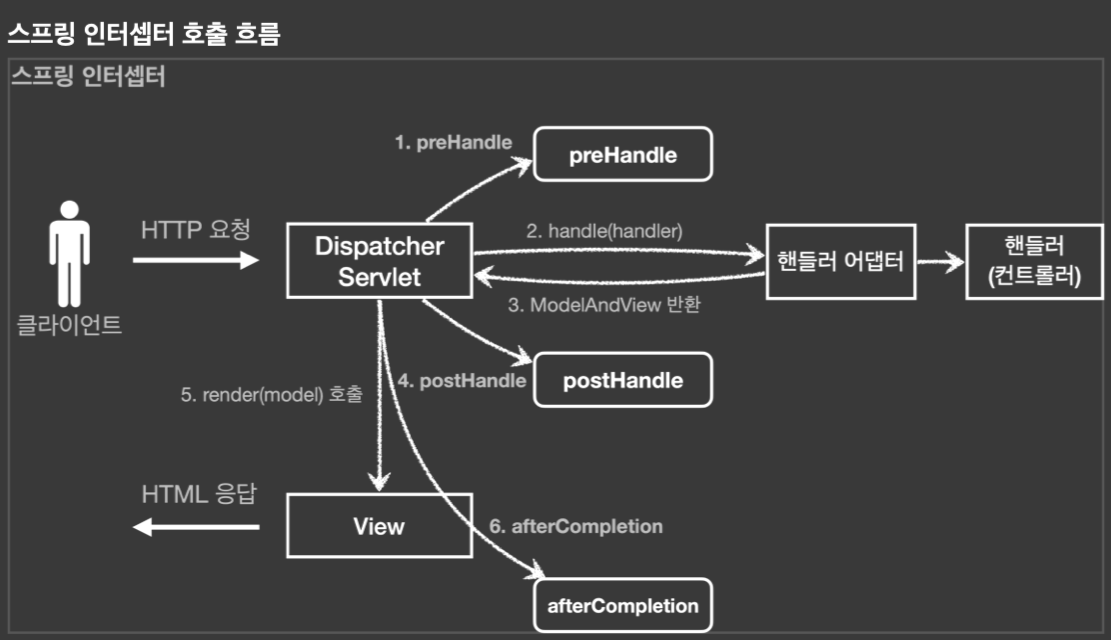 스프링 인터셉터 호출 흐름
스프링 인터셉터
1. preHandle
preHandle
HTTP 요청
Dispatcher
Servlet
2. handle(handler)
핸들러 어댑터
핸들러
(컨트롤러)
3. ModelAndView 반환
클라이언트
4. postHandle
postHandle
5. render(model) 호출
HTML 응답
View
6. afterCompletion
afterCompletion